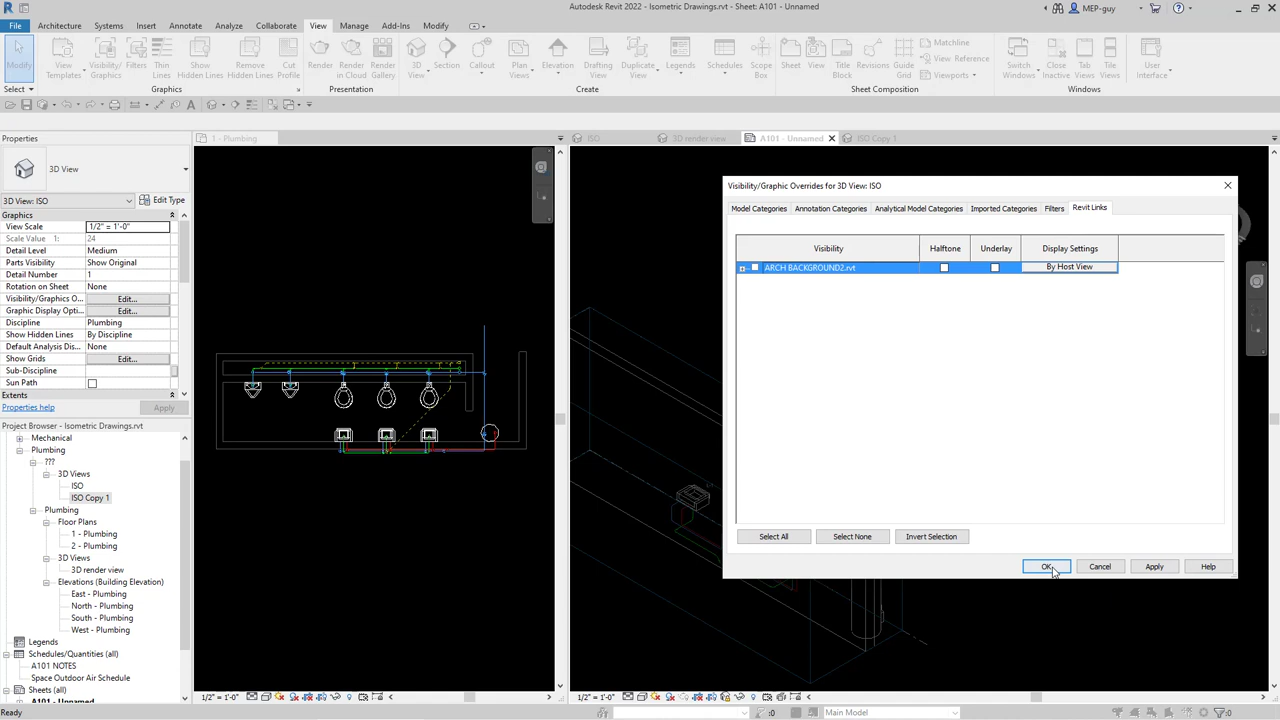 Autodesk Revit 2022 - Isometric Drawings.rvt - Sheet: A101 - Unnamed
MEP-guy
File Architecture Systems Insert Annotate Analyze Collaborate View Manage Add-Ins Modify
Modify
View Templates
Visibility/ Graphics
Filters
Thin Lines
Show Hidden Lines
Remove Hidden Lines
Cut Profile
Render
Render in Cloud
Render Gallery
3D View
Section
Callout
Plan Views
Elevation
Drafting View
Duplicate View
Legends
Schedules
Scope Box
Sheet
View
Title Block
Revisions
Guide Grid
Matchline
View Reference
Viewports
Switch Windows
Close Inactive
Tab Views
Tile Views
User Interface
Select Graphics Presentation Create Sheet Composition Windows
Properties
1 - Plumbing
ISO
3D render view
A101 - Unnamed
ISO Copy 1
3D View
3D View: ISO
Edit Type
Graphics
View Scale 1/2" = 1'-0"
Scale Value 1: 24
Detail Level Medium
Parts Visibility Show Original
Detail Number 1
Rotation on Sheet None
Visibility/Graphics O... Edit...
Graphic Display Opti... Edit...
Discipline Plumbing
Show Hidden Lines By Discipline
Default Analysis Dis... None
Show Grids Edit...
Sub-Discipline
Sun Path
Extents
Properties help
Apply
Project Browser - Isometric Drawings.rvt
Mechanical
Plumbing
???
3D Views
ISO
ISO Copy 1
Plumbing
Floor Plans
1 - Plumbing
2 - Plumbing
3D Views
3D render view
Elevations (Building Elevation)
East - Plumbing
North - Plumbing
South - Plumbing
West - Plumbing
Legends
Schedules/Quantities (all)
A101 NOTES
Space Outdoor Air Schedule
Sheets (all)
A101 - Unnamed
Visibility/Graphic Overrides for 3D View: ISO
Model Categories Annotation Categories Analytical Model Categories Imported Categories Filters Revit Links
Visibility Halftone Underlay Display Settings
ARCH BACKGROUND2.rvt By Host View
Select All Select None Invert Selection
OK Cancel Apply Help
1/2" = 1'-0"
1/2" = 1'-0"
Ready
:0
Main Model
:0